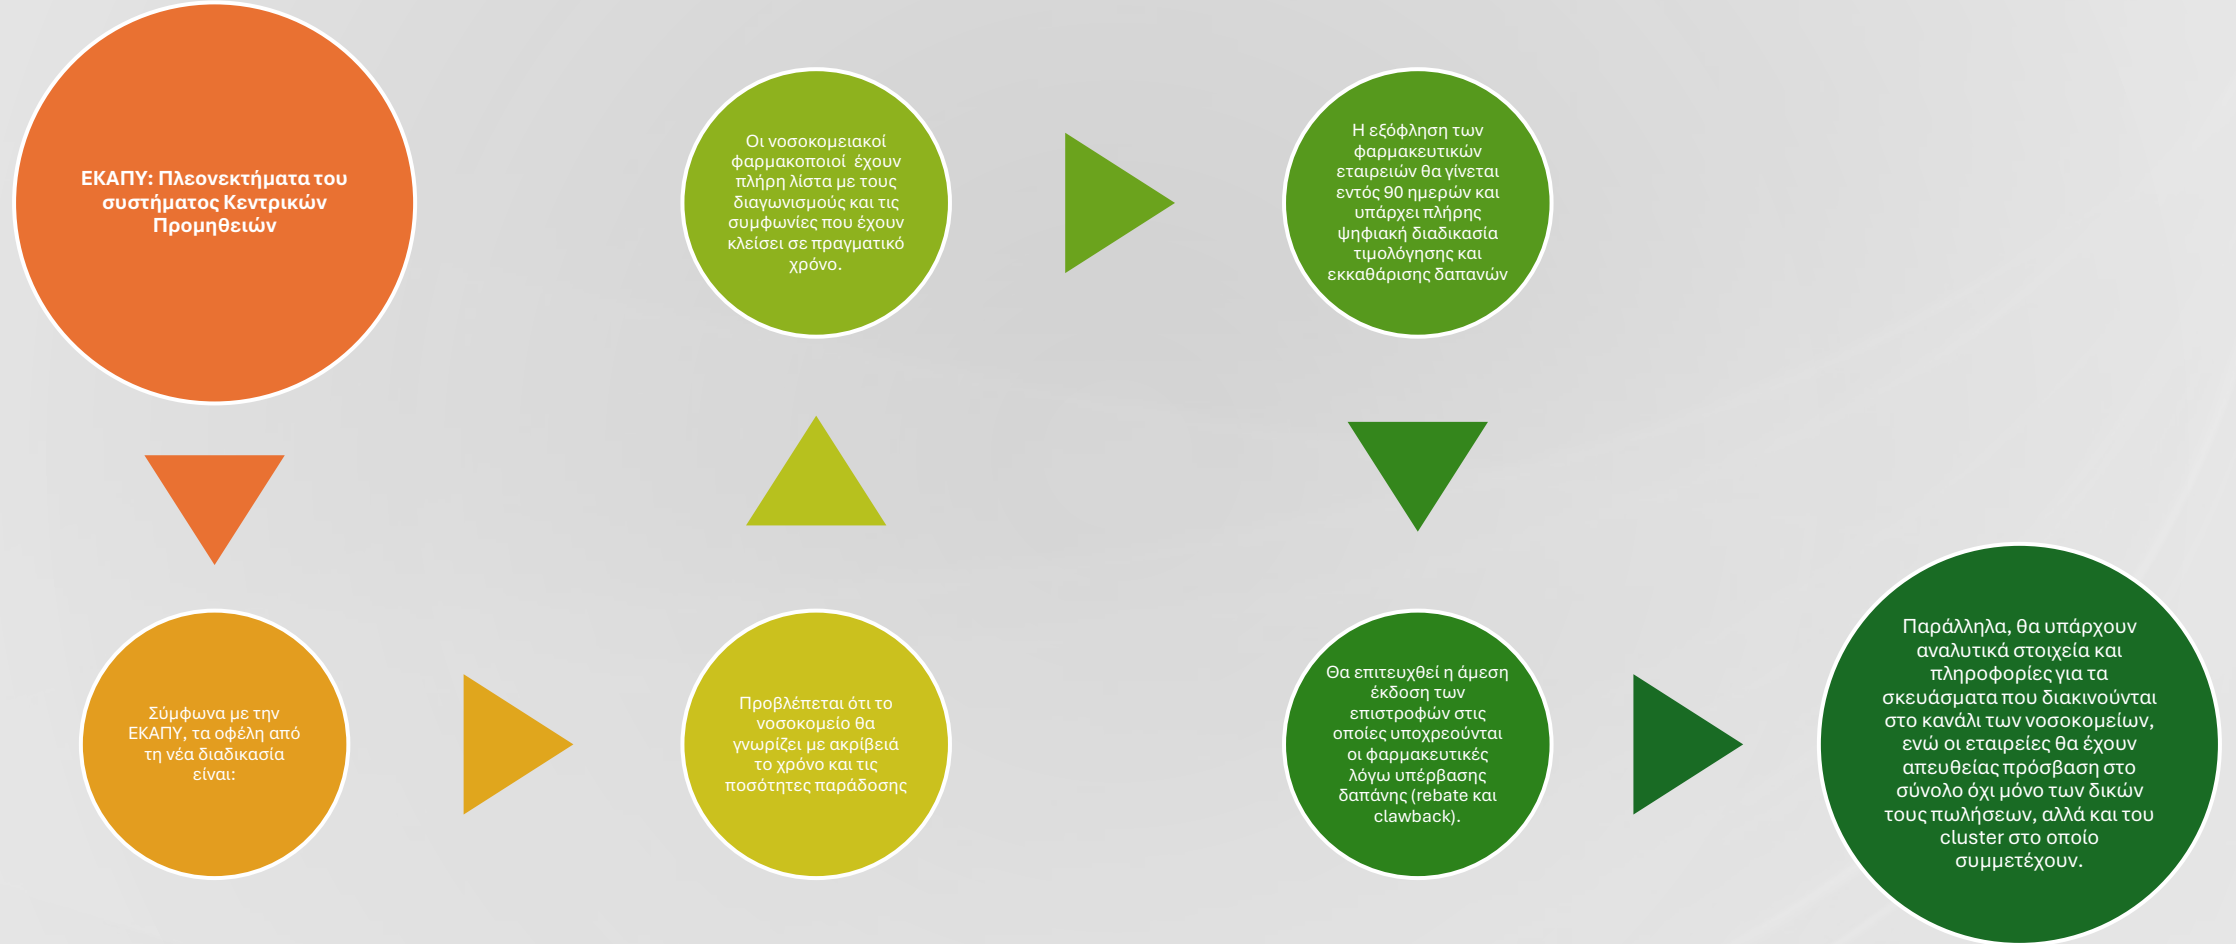 ΕΚΑΠΥ: Πλεονεκτήματα του
συστήματος Κεντρικών
Προμηθειών
Σύμφωνα με την
ΕΚΑΠΥ, τα οφέλη από
τη νέα διαδικασία
είναι:
Προβλέπεται ότι το
νοσοκομείο θα
γνωρίζει με ακρίβειά
το χρόνο και τις
ποσότητες παράδοσης
Οι νοσοκομειακοί
φαρμακοποιοί έχουν
πλήρη λίστα με τους
διαγωνισμούς και τις
συμφωνίες που έχουν
κλείσει σε πραγματικό
χρόνο.
Η εξόφληση των
φαρμακευτικών
εταιρειών θα γίνεται
εντός 90 ημερών και
υπάρχει πλήρης
ψηφιακή διαδικασία
τιμολόγησης και
εκκαθάρισης δαπανών
Θα επιτευχθεί η άμεση
έκδοση των
επιστροφών στις
οποίες υποχρεούνται
οι φαρμακευτικές
λόγω υπέρβασης
δαπάνης (rebate και
clawback).
Παράλληλα, θα υπάρχουν
αναλυτικά στοιχεία και
πληροφορίες για τα
σκευάσματα που διακινούνται
στο κανάλι των νοσοκομείων,
ενώ οι εταιρείες θα έχουν
απευθείας πρόσβαση στο
σύνολο όχι μόνο των δικών
τους πωλήσεων, αλλά και του
cluster στο οποίο
συμμετέχουν.